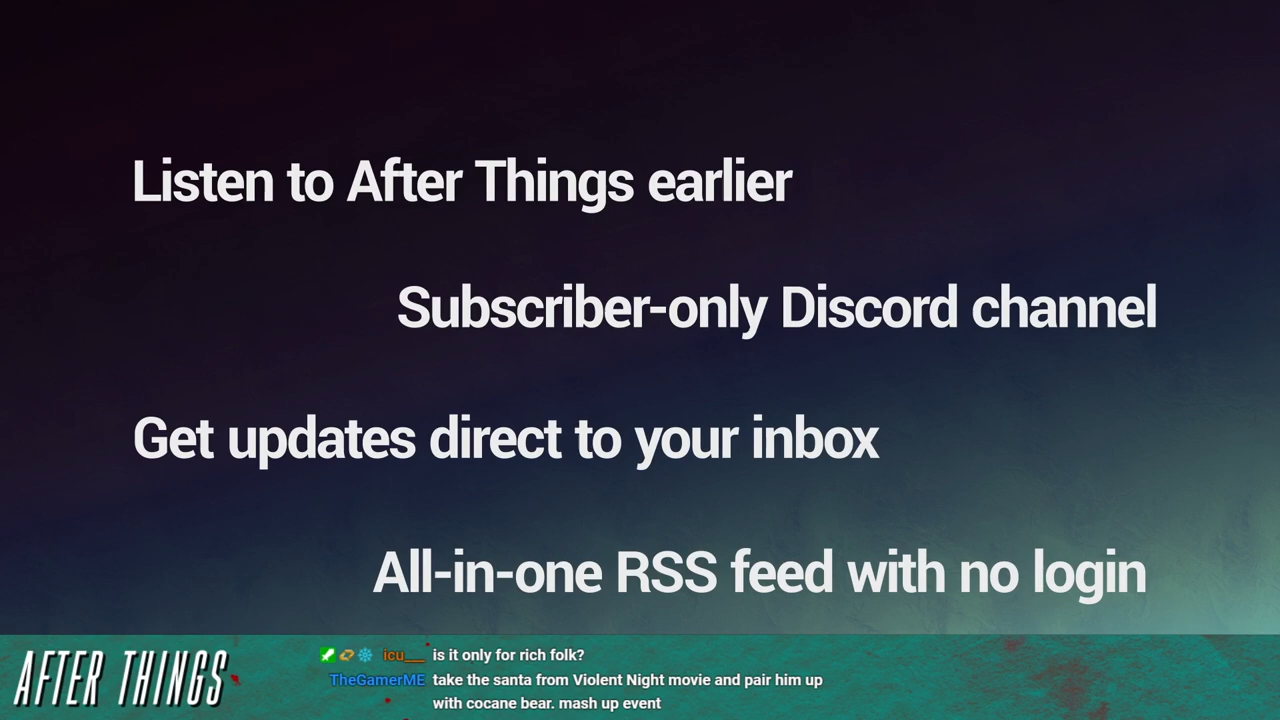 Listen to After Things earlier
Subscriber-only Discord channel
Get updates direct to your inbox
All-in-one RSS feed with no login
AFTER THINGS
icu___ is it only for rich folk?
TheGamerME take the santa from Violent Night movie and pair him up
with cocane bear. mash up event